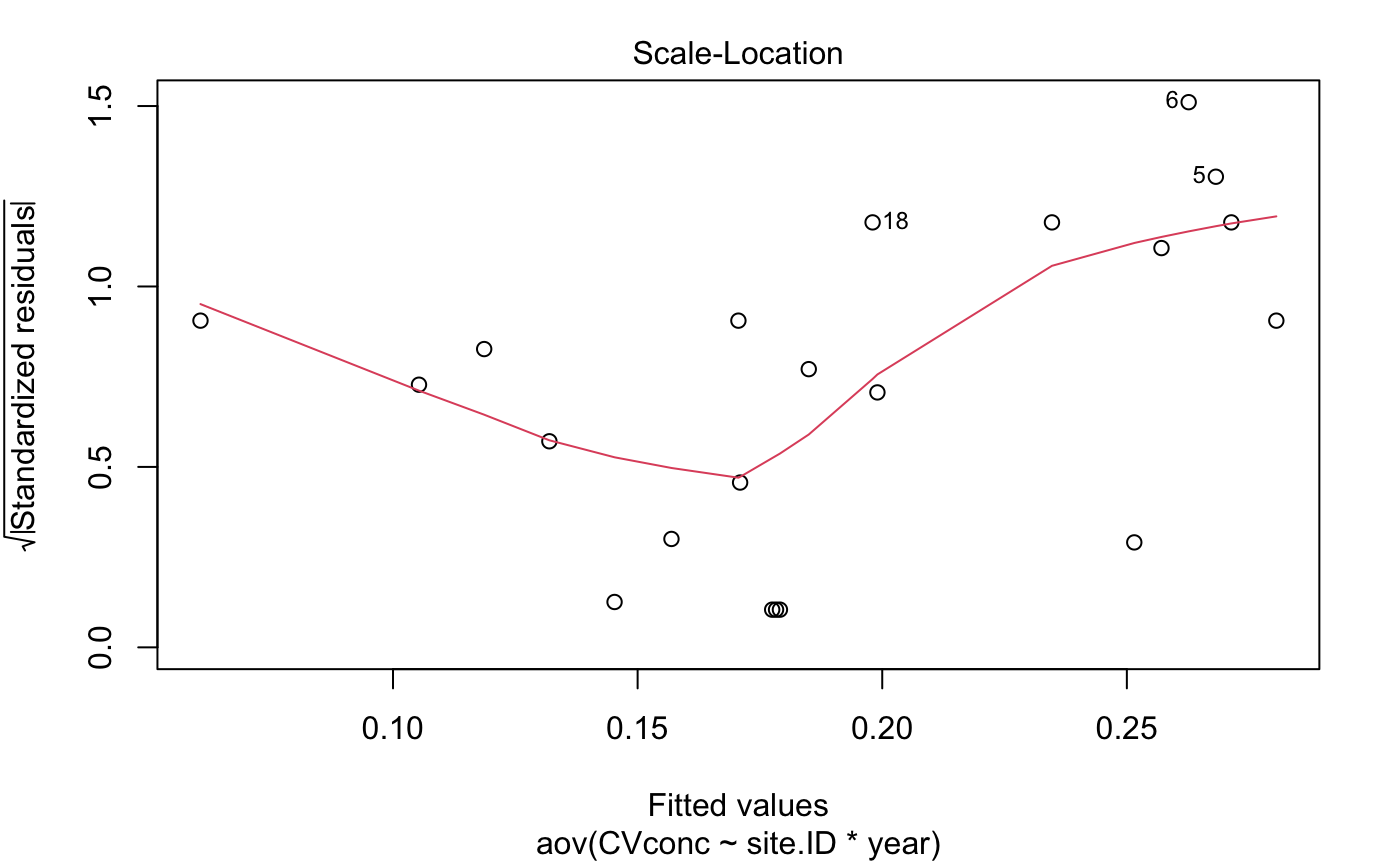 Scale-Location
√|Standardized residuals|
1.5
1.0
0.5
0.0
6
5
18
0.10 0.15 0.20 0.25
Fitted values
aov(CVconc ~ site.ID * year)